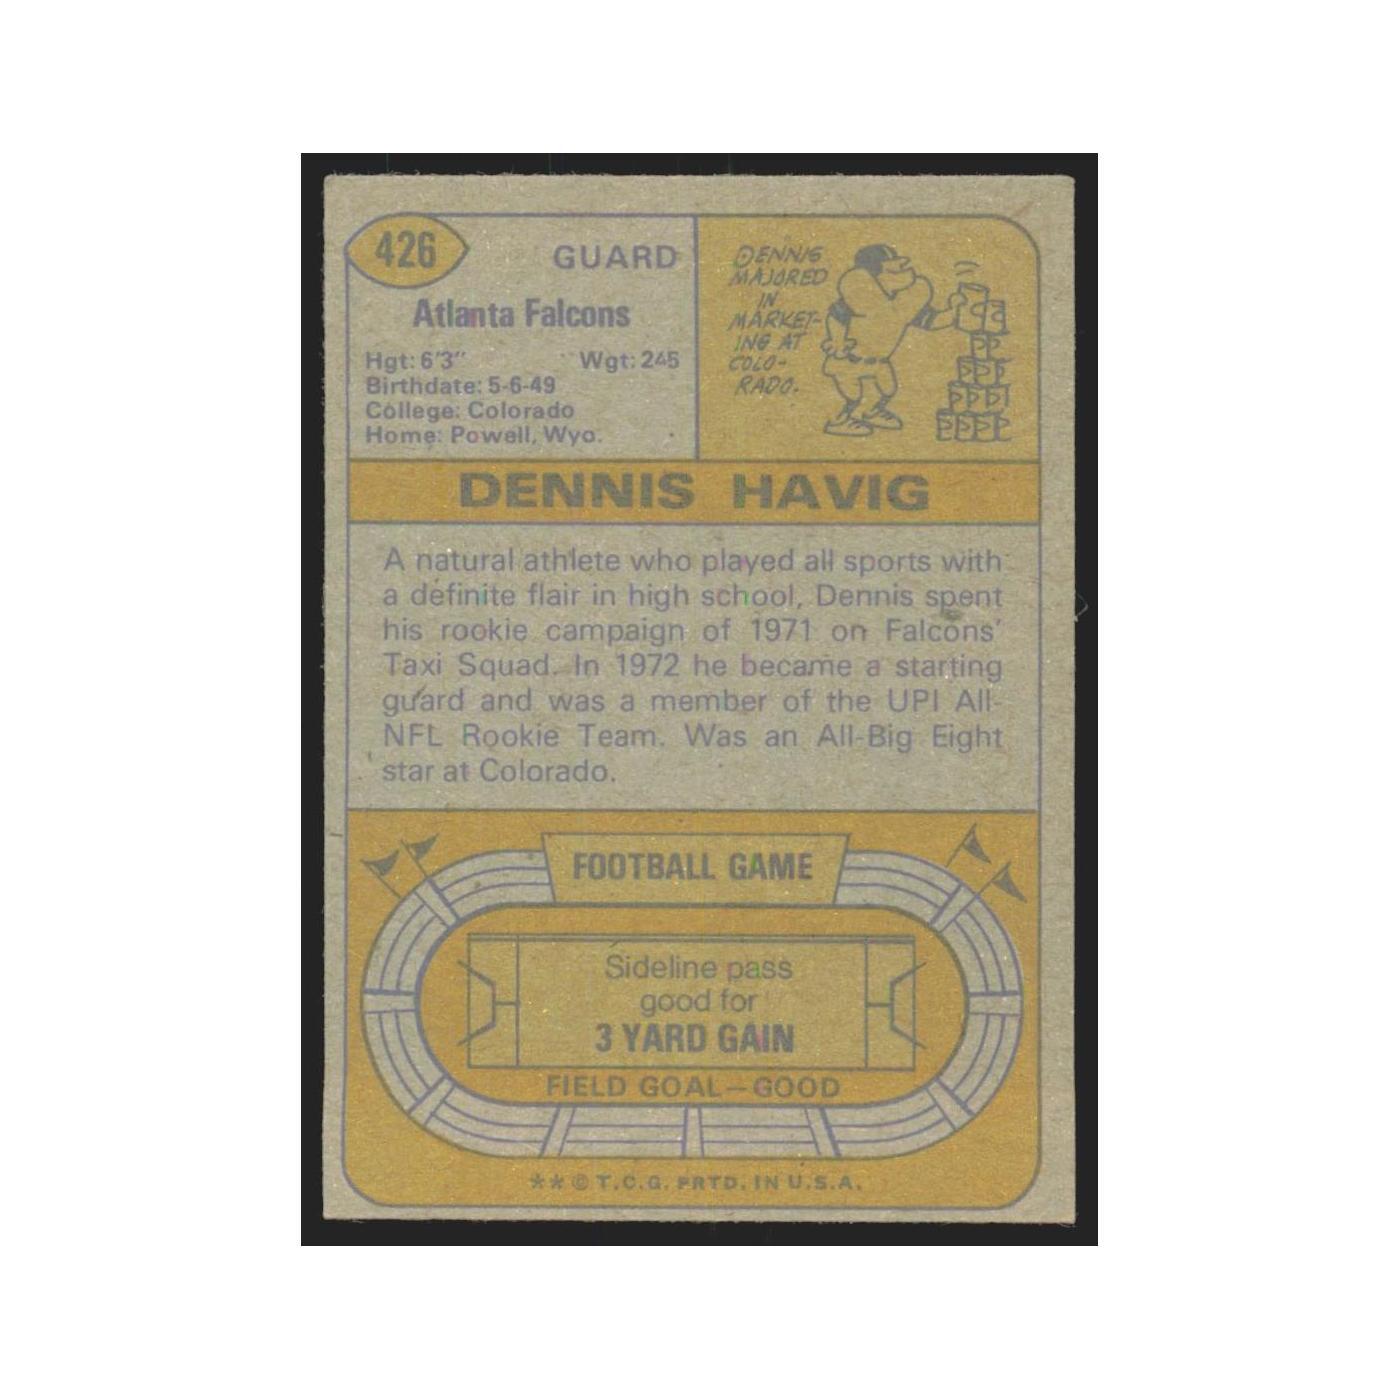 426
GUARD
Atlanta Falcons
Hgt: 6'3" Wgt: 245
Birthdate: 5-6-49
College: Colorado
Home: Powell, Wyo.
DENNIS
MAJORED
IN
MARKET-
ING AT
COLO-
RADO.
DENNIS HAVIG
A natural athlete who played all sports with
a definite flair in high school, Dennis spent
his rookie campaign of 1971 on Falcons'
Taxi Squad. In 1972 he became a starting
guard and was a member of the UPI All-
NFL Rookie Team. Was an All-Big Eight
star at Colorado.
FOOTBALL GAME
Sideline pass
good for
3 YARD GAIN
FIELD GOAL—GOOD
** © T.C.G. PRTD. IN U.S.A.